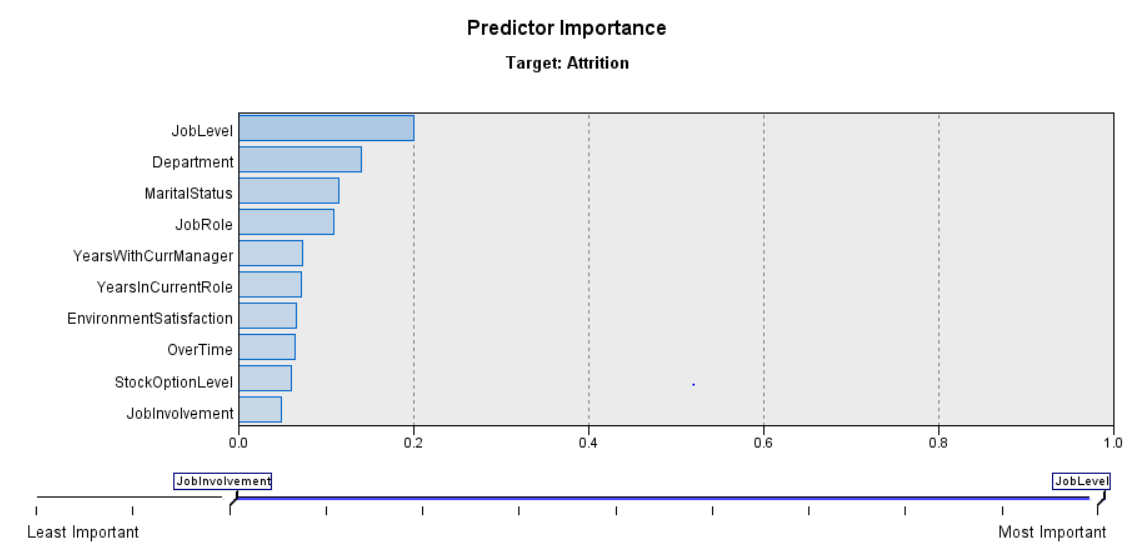 Predictor Importance
Target: Attrition
JobLevel
Department
MaritalStatus
JobRole
YearsWithCurrManager
YearsInCurrentRole
EnvironmentSatisfaction
OverTime
StockOptionLevel
JobInvolvement
0.0 0.2 0.4 0.6 0.8 1.0
JobInvolvement JobLevel
Least Important Most Important